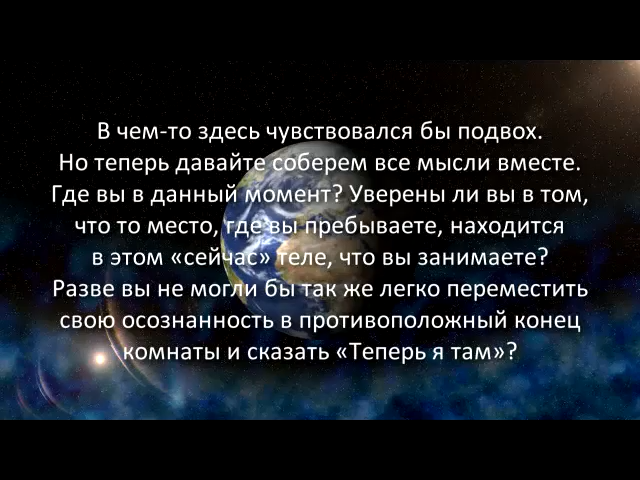 В чем-то здесь чувствовался бы подвох.
Но теперь давайте соберем все мысли вместе.
Где вы в данный момент? Уверены ли вы в том,
что то место, где вы пребываете, находится
в этом «сейчас» теле, что вы занимаете?
Разве вы не могли бы так же легко переместить
свою осознанность в противоположный конец
комнаты и сказать «Теперь я там»?